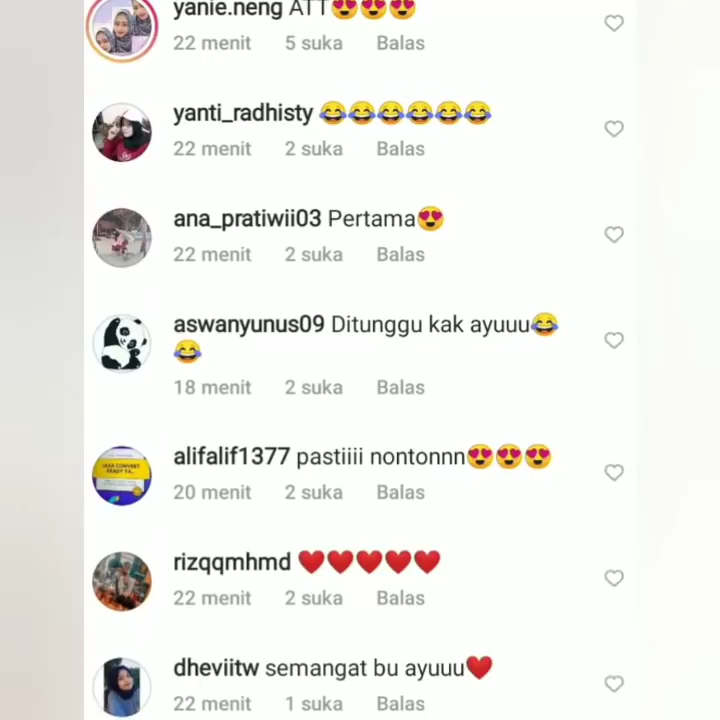 yanie.neng ATT😍😍😍
22 menit 5 suka Balas
yanti_radhisty 😂😂😂😂😂😂
22 menit 2 suka Balas
ana_pratiwii03 Pertama😍
22 menit 2 suka Balas
aswanyunus09 Ditunggu kak ayuuu😂
😂
18 menit 2 suka Balas
alifalif1377 pastiiii nontonnn😍😍😍
20 menit 2 suka Balas
rizqqmhmd ❤️❤️❤️❤️❤️
22 menit 2 suka Balas
dheviitw semangat bu ayuuu❤️
22 menit 1 suka Balas